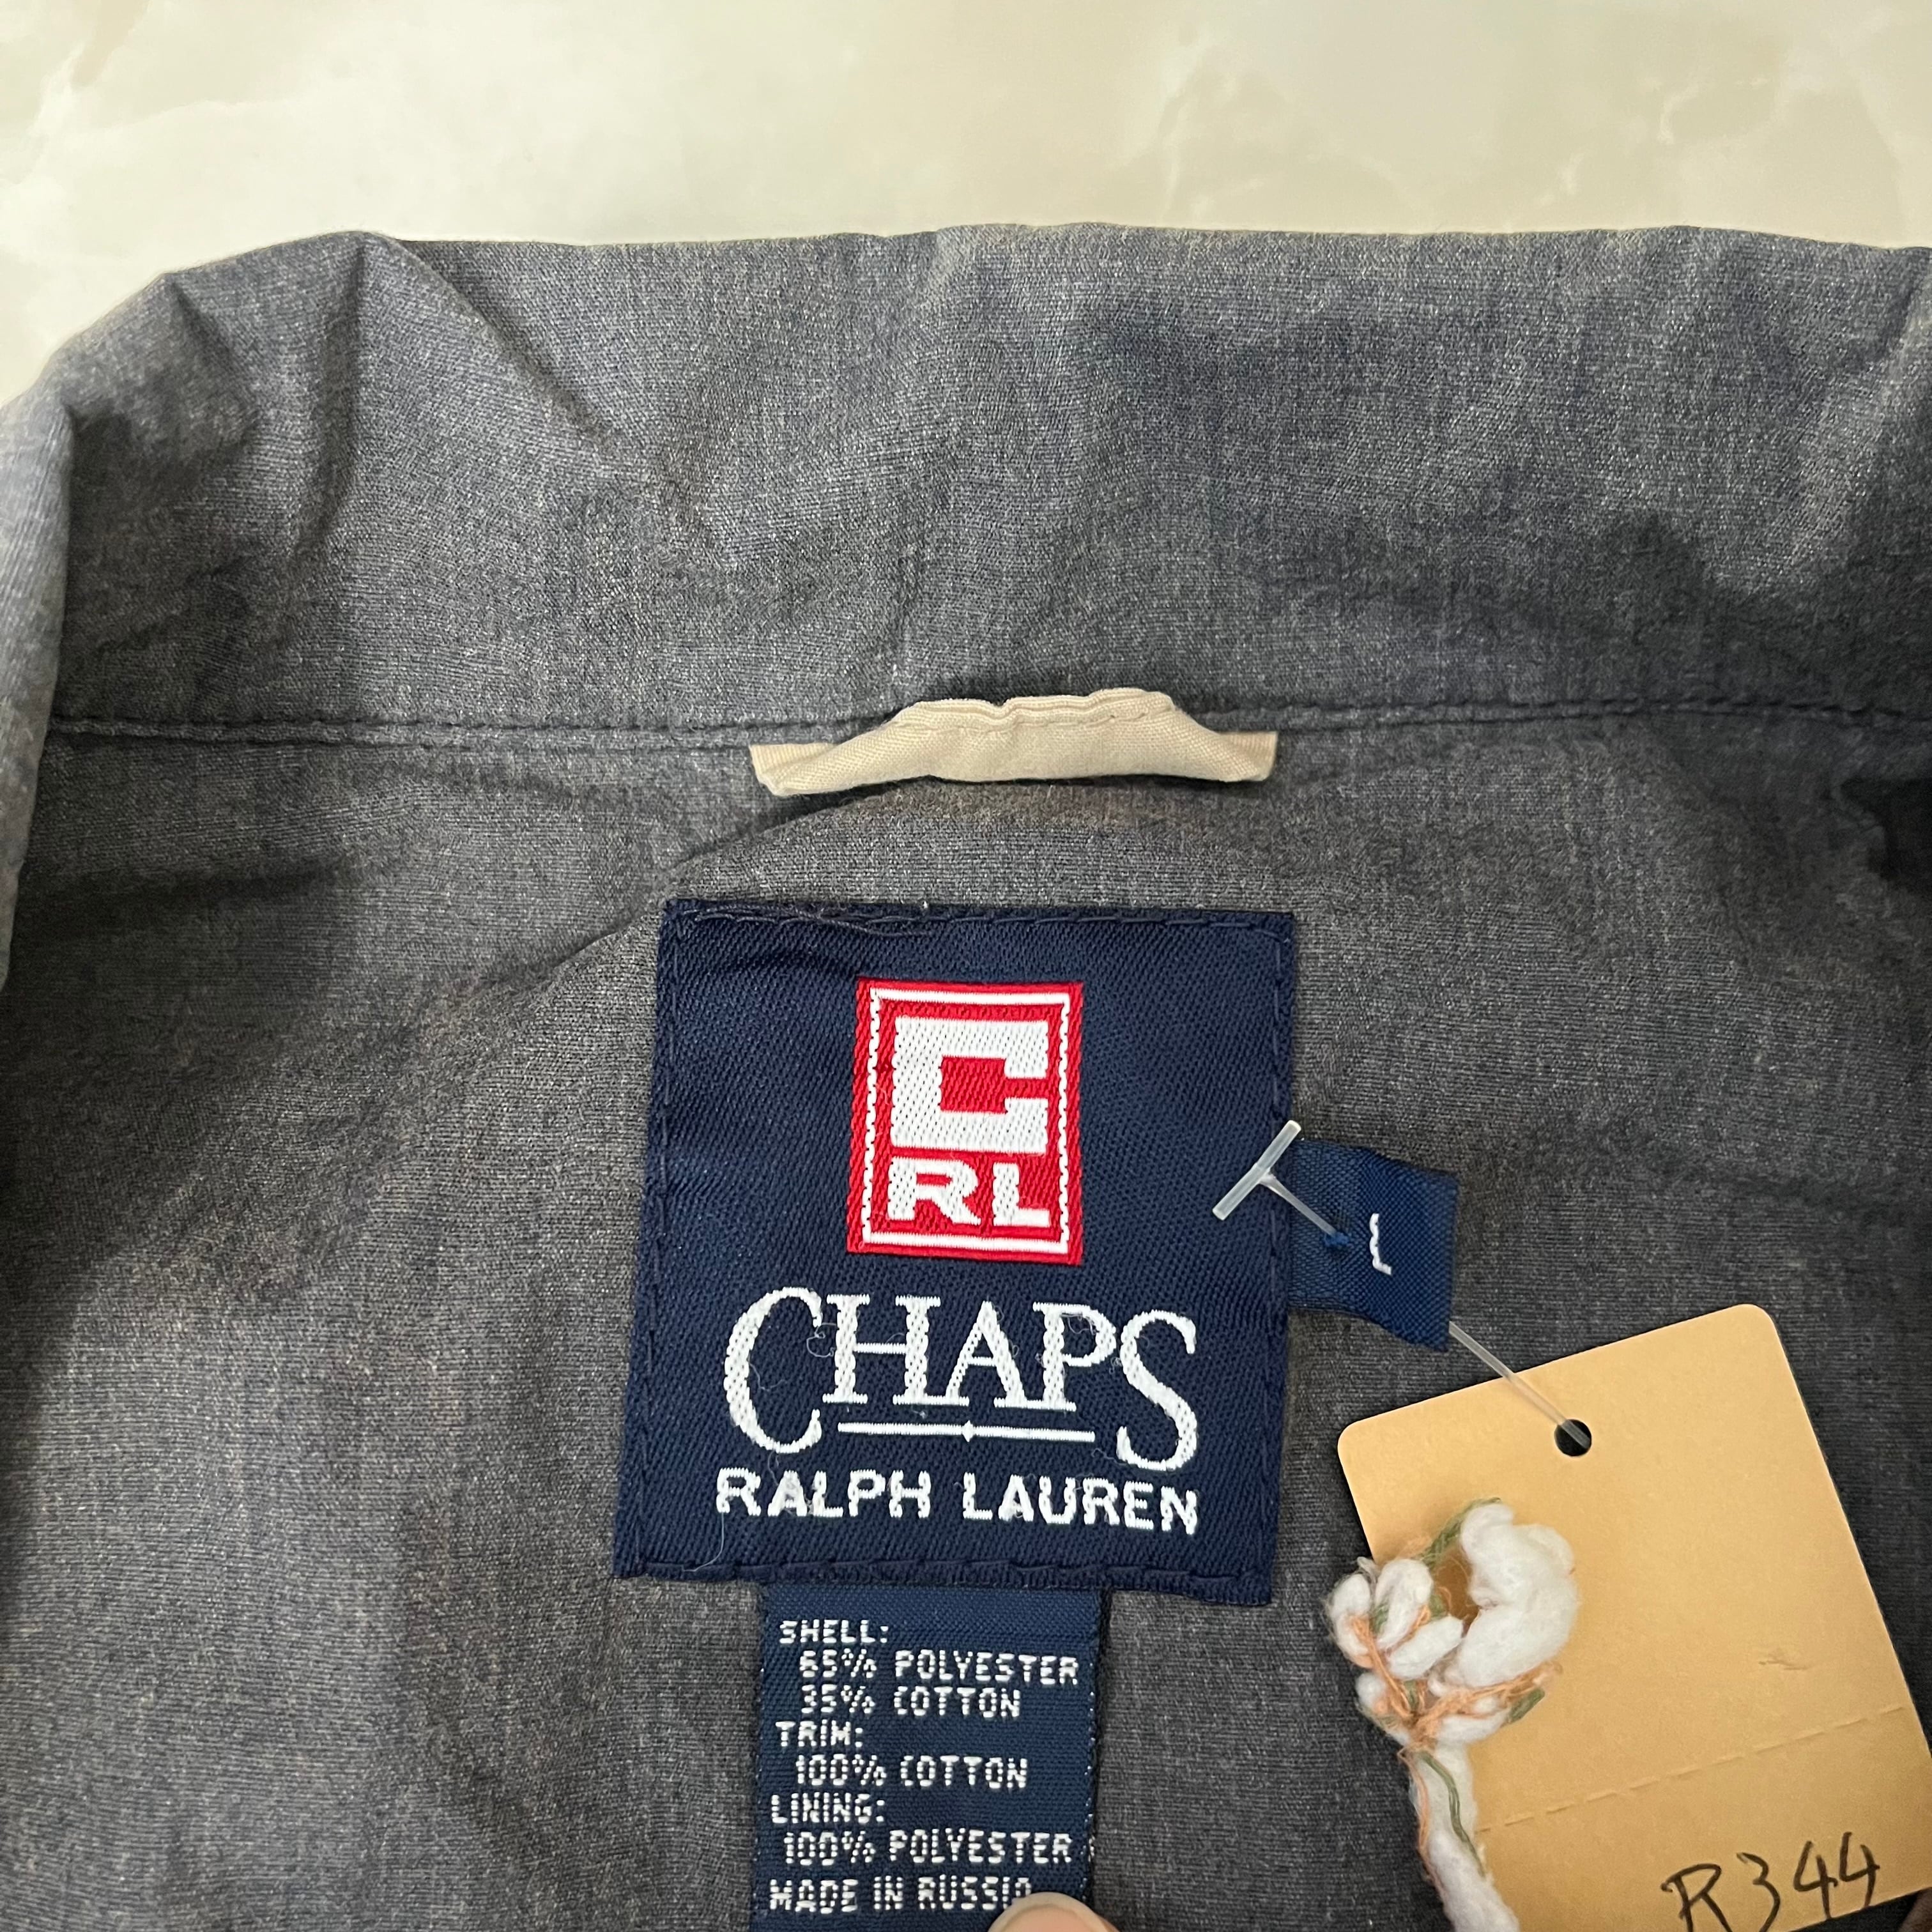 C
RL
CHAPS
RALPH LAUREN
L
SHELL:
65% POLYESTER
35% COTTON
TRIM:
100% COTTON
LINING:
100% POLYESTER
MADE IN RUSSIA
R344